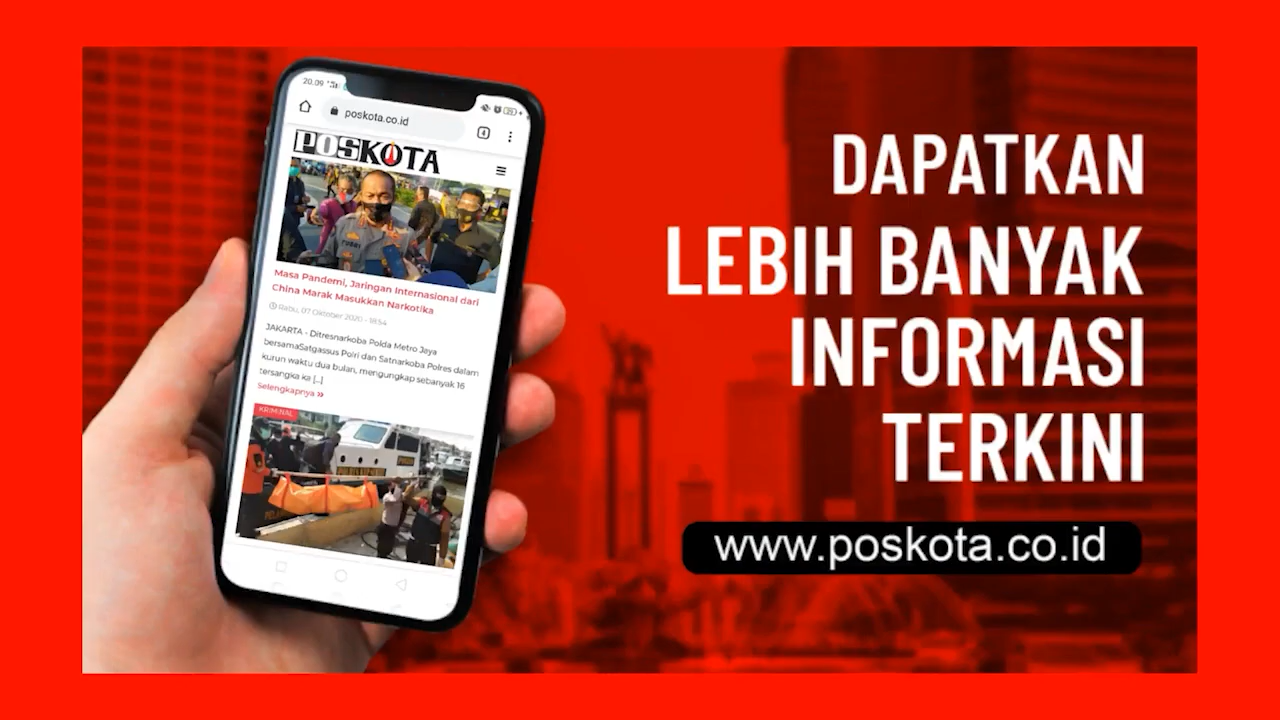 20.09
poskota.co.id
4
POSKOTA
Masa Pandemi, Jaringan Internasional dari
China Marak Masukkan Narkotika
Rabu, 07 Oktober 2020 - 18:54
JAKARTA - Ditresnarkoba Polda Metro Jaya
bersamaSatgassus Polri dan Satnarkoba Polres dalam
kurun waktu dua bulan, mengungkap sebanyak 16
tersangka ka [...]
Selengkapnya »
KRIMINAL
DAPATKAN
LEBIH BANYAK
INFORMASI
TERKINI
www.poskota.co.id